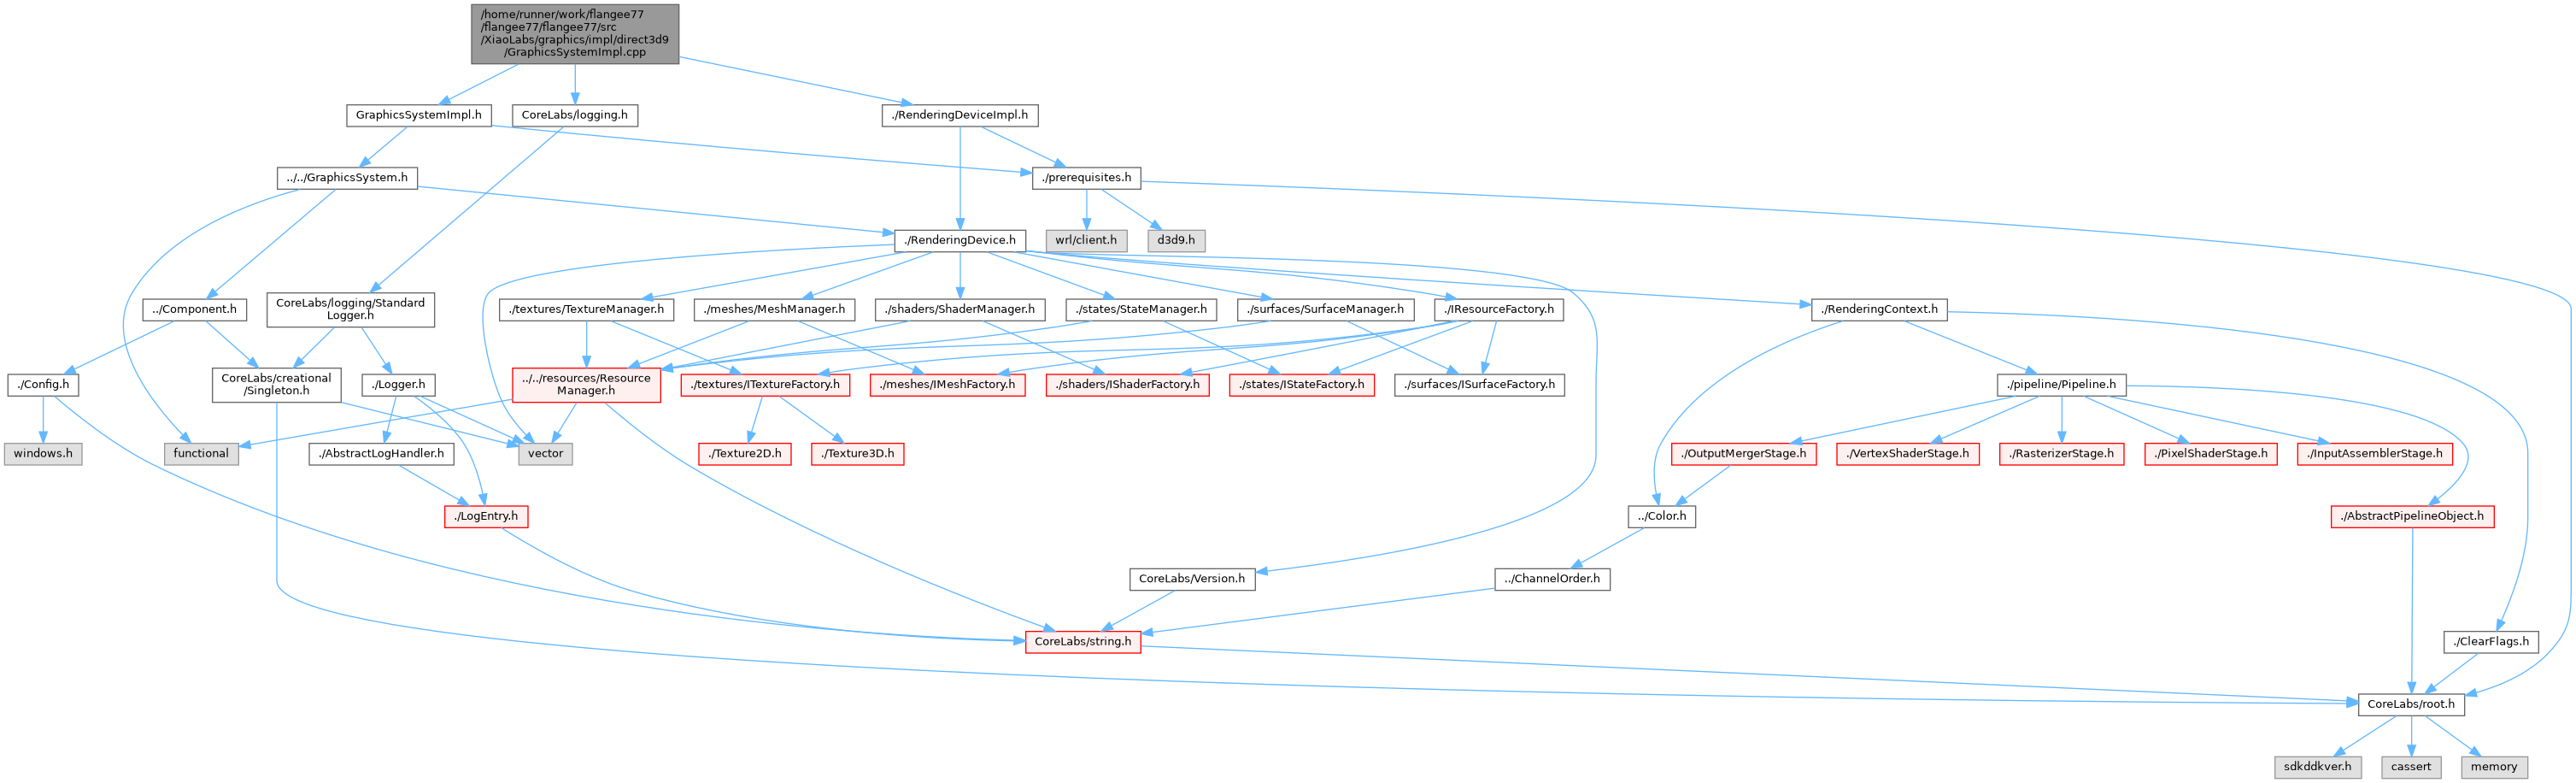 /home/runner/work/flangee77
/flangee77/flangee77/src
/XiaoLabs/graphics/impl/direct3d9
/GraphicsSystemImpl.cpp
GraphicsSystemImpl.h
CoreLabs/logging.h
./RenderingDeviceImpl.h
../../GraphicsSystem.h
./prerequisites.h
./RenderingDevice.h
wrl/client.h
d3d9.h
../Component.h
CoreLabs/logging/Standard
Logger.h
./textures/TextureManager.h
./meshes/MeshManager.h
./shaders/ShaderManager.h
./states/StateManager.h
./surfaces/SurfaceManager.h
./IResourceFactory.h
./RenderingContext.h
./Config.h
CoreLabs/creational
/Singleton.h
./Logger.h
../../resources/Resource
Manager.h
./textures/ITextureFactory.h
./meshes/IMeshFactory.h
./shaders/IShaderFactory.h
./states/IStateFactory.h
./surfaces/ISurfaceFactory.h
./pipeline/Pipeline.h
windows.h
functional
./AbstractLogHandler.h
vector
./Texture2D.h
./Texture3D.h
./OutputMergerStage.h
./VertexShaderStage.h
./RasterizerStage.h
./PixelShaderStage.h
./InputAssemblerStage.h
./LogEntry.h
../Color.h
./AbstractPipelineObject.h
CoreLabs/Version.h
../ChannelOrder.h
CoreLabs/string.h
./ClearFlags.h
CoreLabs/root.h
sdkddkver.h
cassert
memory